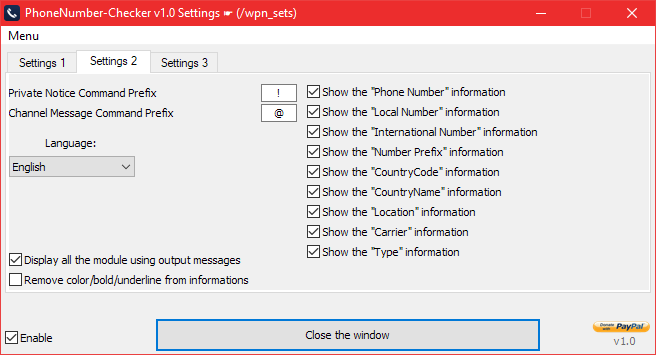 PhoneNumber-Checker v1.0 Settings ☛ (/wpn_sets)
Menu
Settings 1 Settings 2 Settings 3
Private Notice Command Prefix !
Channel Message Command Prefix @
Language:
English
Display all the module using output messages
Remove color/bold/underline from informations
Show the "Phone Number" information
Show the "Local Number" information
Show the "International Number" information
Show the "Number Prefix" information
Show the "CountryCode" information
Show the "CountryName" information
Show the "Location" information
Show the "Carrier" information
Show the "Type" information
Enable
Close the window
Donate with PayPal
v1.0